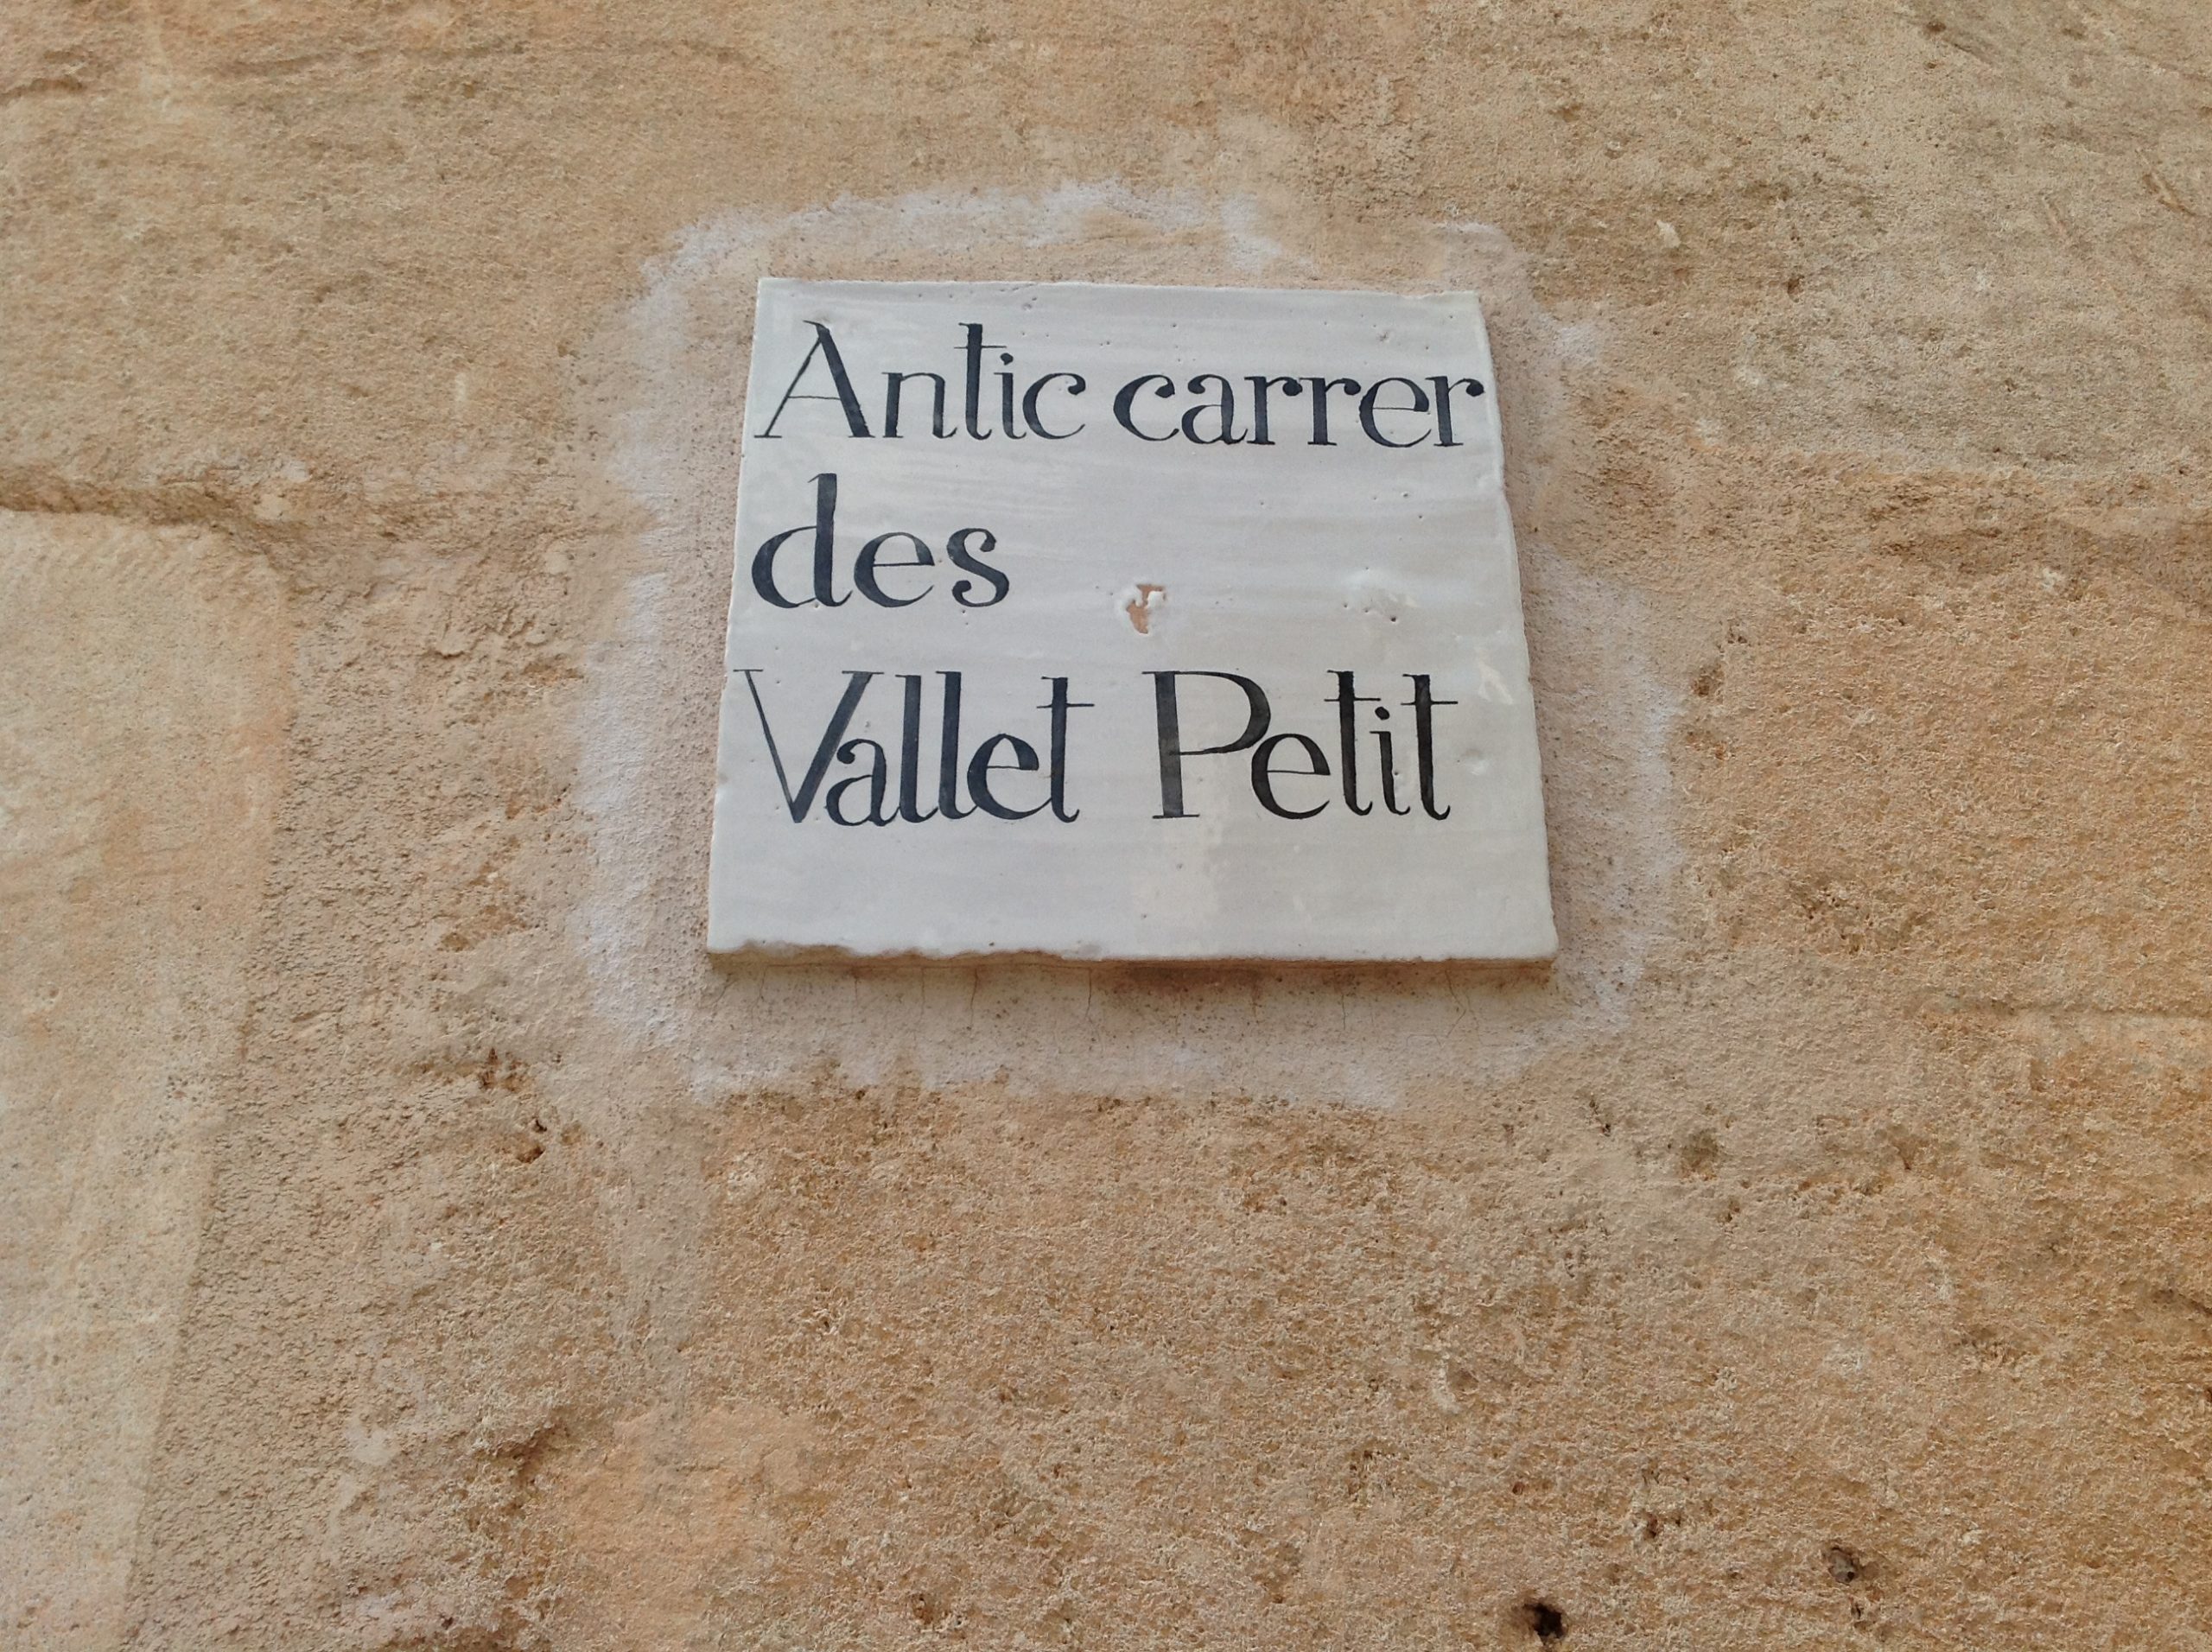 Antic carrer
des
Vallet Petit